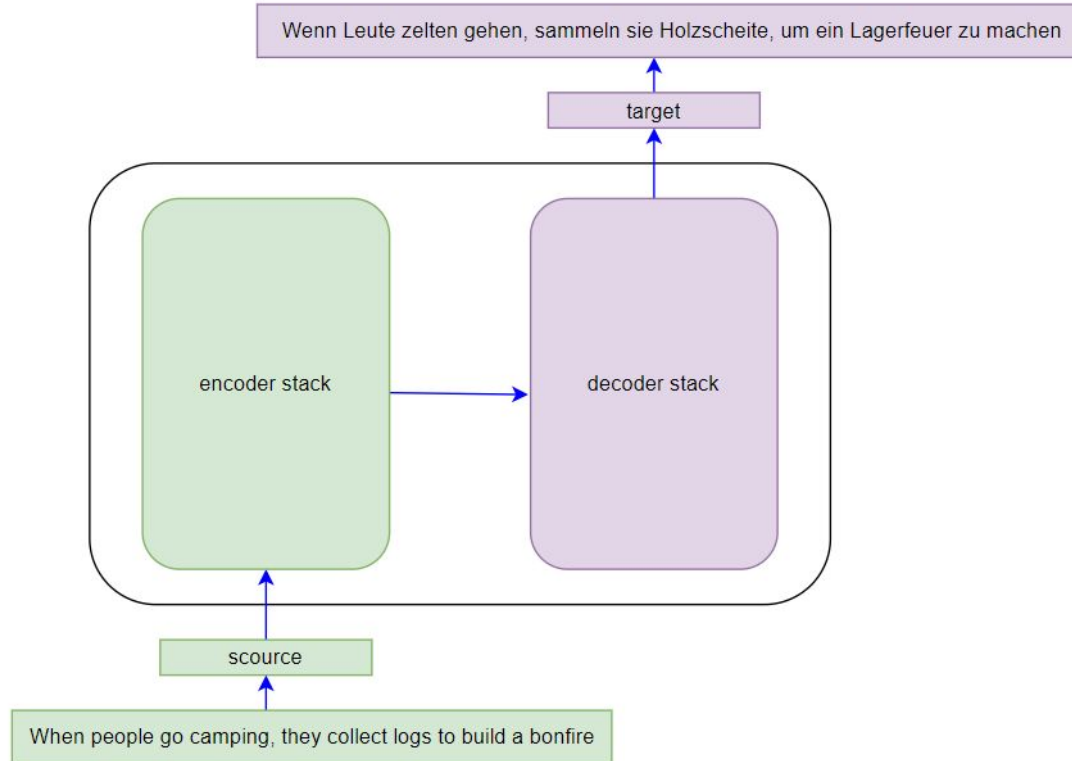 Wenn Leute zelten gehen, sammeln sie Holzscheite, um ein Lagerfeuer zu machen
target
encoder stack
decoder stack
scource
When people go camping, they collect logs to build a bonfire